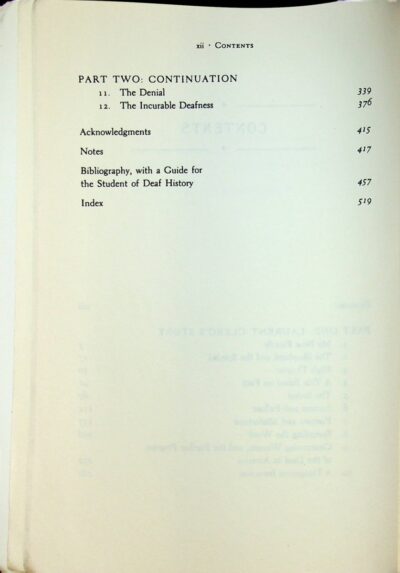 xii · CONTENTS
PART TWO: CONTINUATION
11. The Denial 339
12. The Incurable Deafness 376
Acknowledgments 415
Notes 417
Bibliography, with a Guide for
the Student of Deaf History 457
Index 519